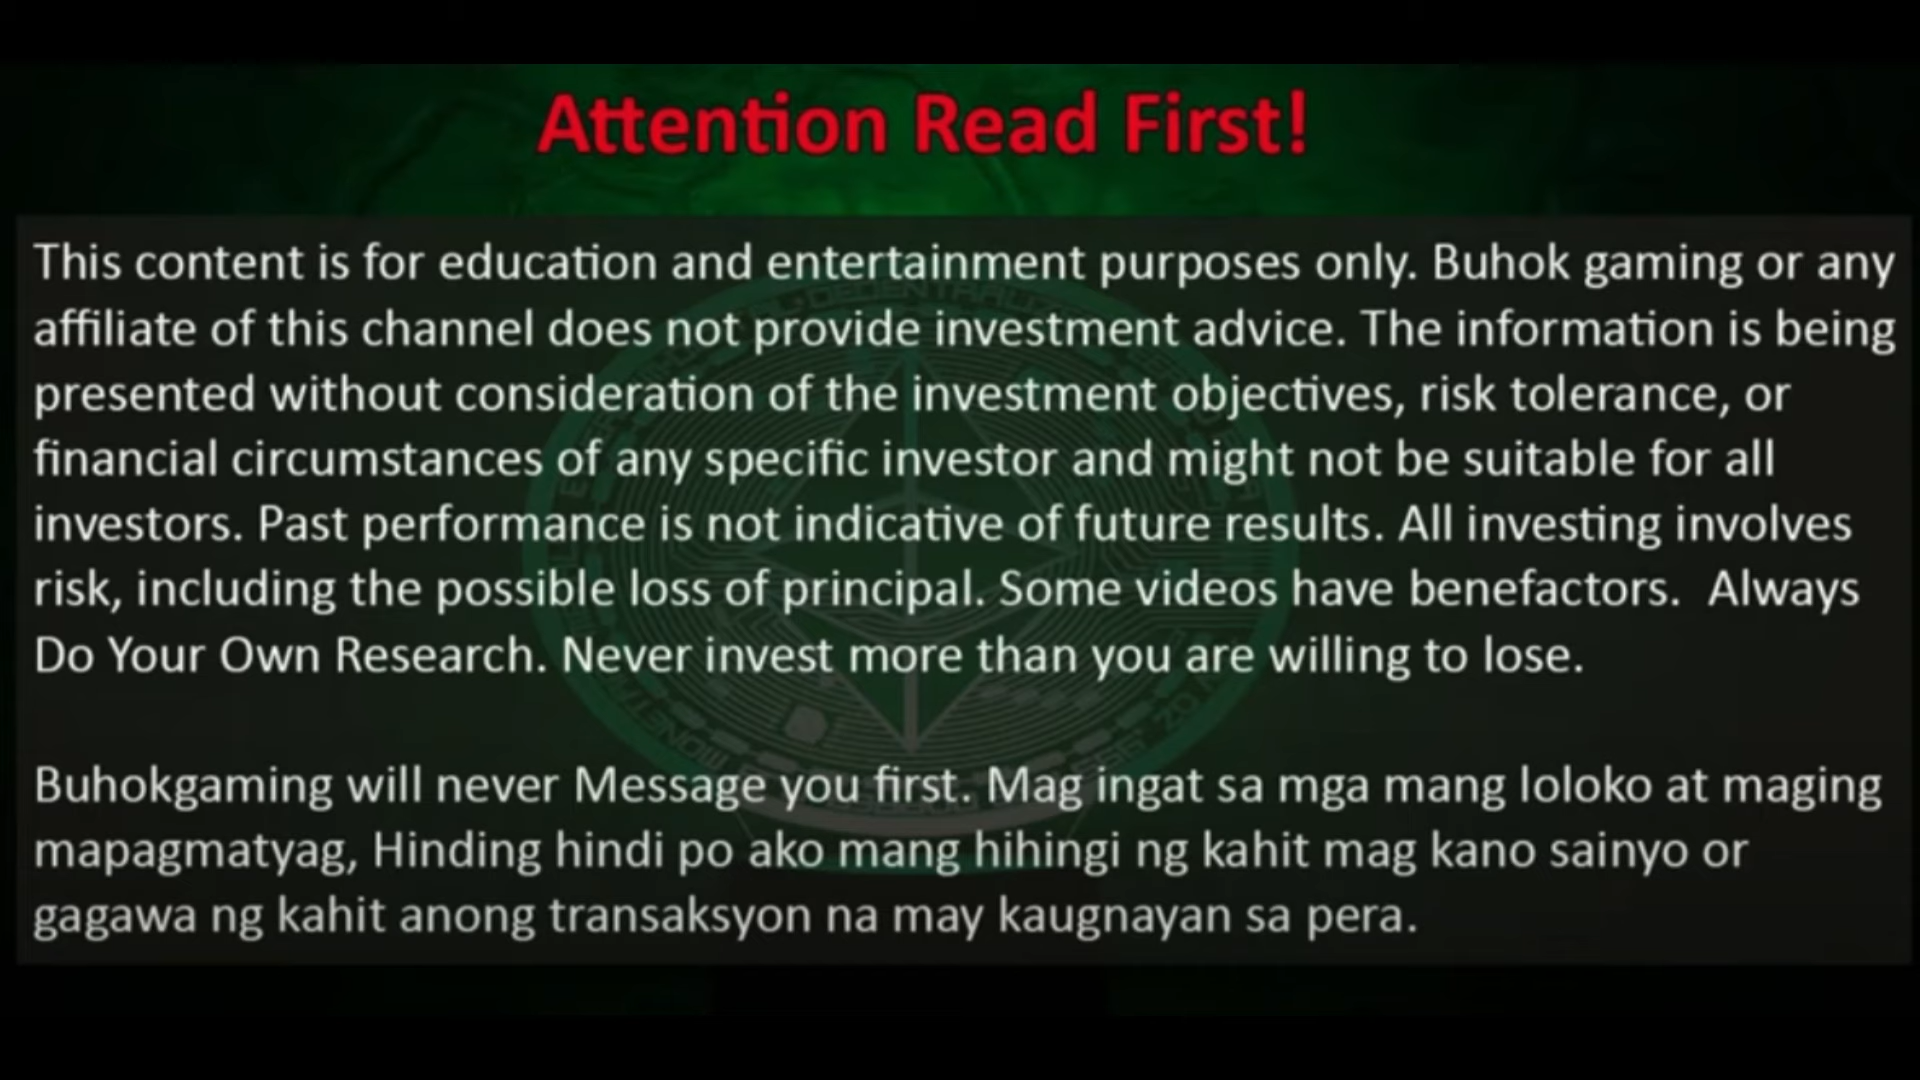 Attention Read First!
This content is for education and entertainment purposes only. Buhok gaming or any
affiliate of this channel does not provide investment advice. The information is being
presented without consideration of the investment objectives, risk tolerance, or
financial circumstances of any specific investor and might not be suitable for all
investors. Past performance is not indicative of future results. All investing involves
risk, including the possible loss of principal. Some videos have benefactors.  Always
Do Your Own Research. Never invest more than you are willing to lose.
Buhokgaming will never Message you first. Mag ingat sa mga mang loloko at maging
mapagmatyag, Hinding hindi po ako mang hihingi ng kahit mag kano sainyo or
gagawa ng kahit anong transaksyon na may kaugnayan sa pera.